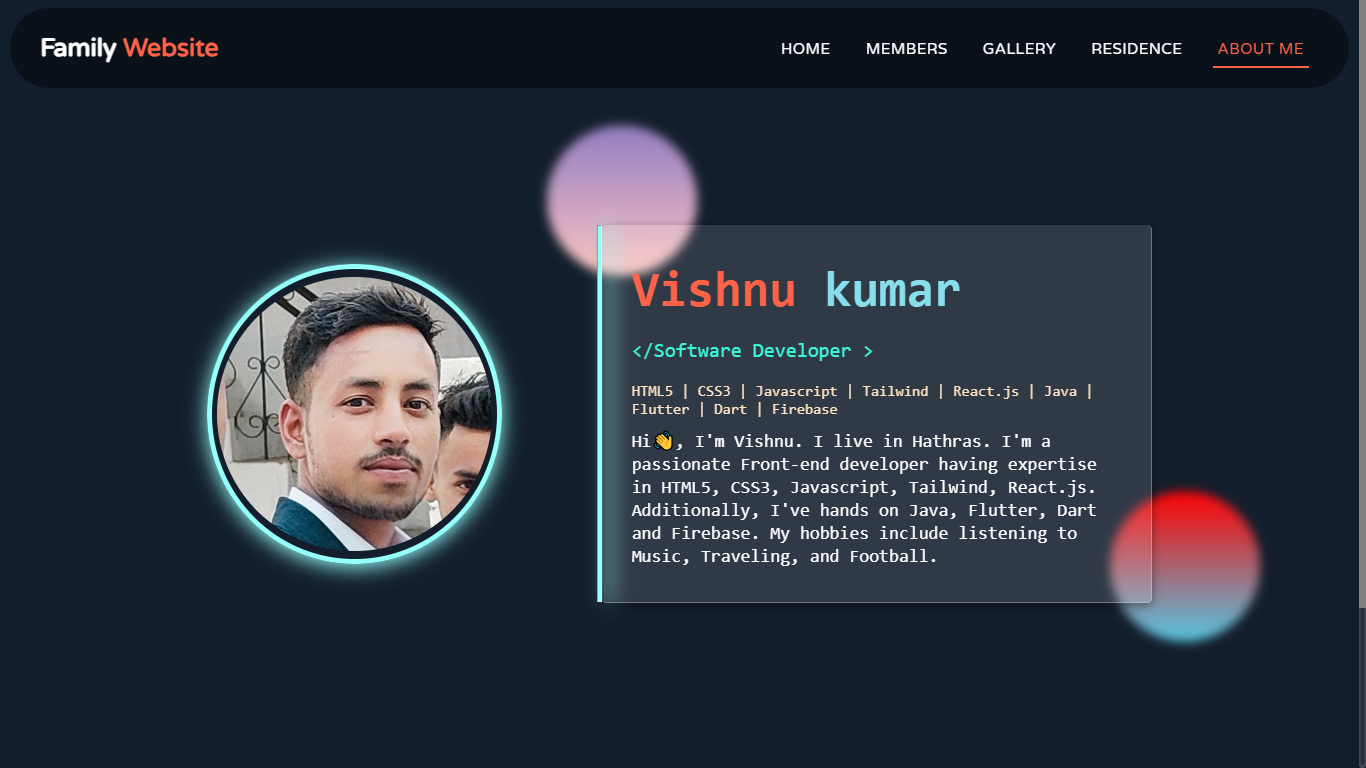 Family Website
HOME MEMBERS GALLERY RESIDENCE ABOUT ME
Vishnu kumar
</Software Developer >
HTML5 | CSS3 | Javascript | Tailwind | React.js | Java |
Flutter | Dart | Firebase
Hi👋, I'm Vishnu. I live in Hathras. I'm a
passionate Front-end developer having expertise
in HTML5, CSS3, Javascript, Tailwind, React.js.
Additionally, I've hands on Java, Flutter, Dart
and Firebase. My hobbies include listening to
Music, Traveling, and Football.